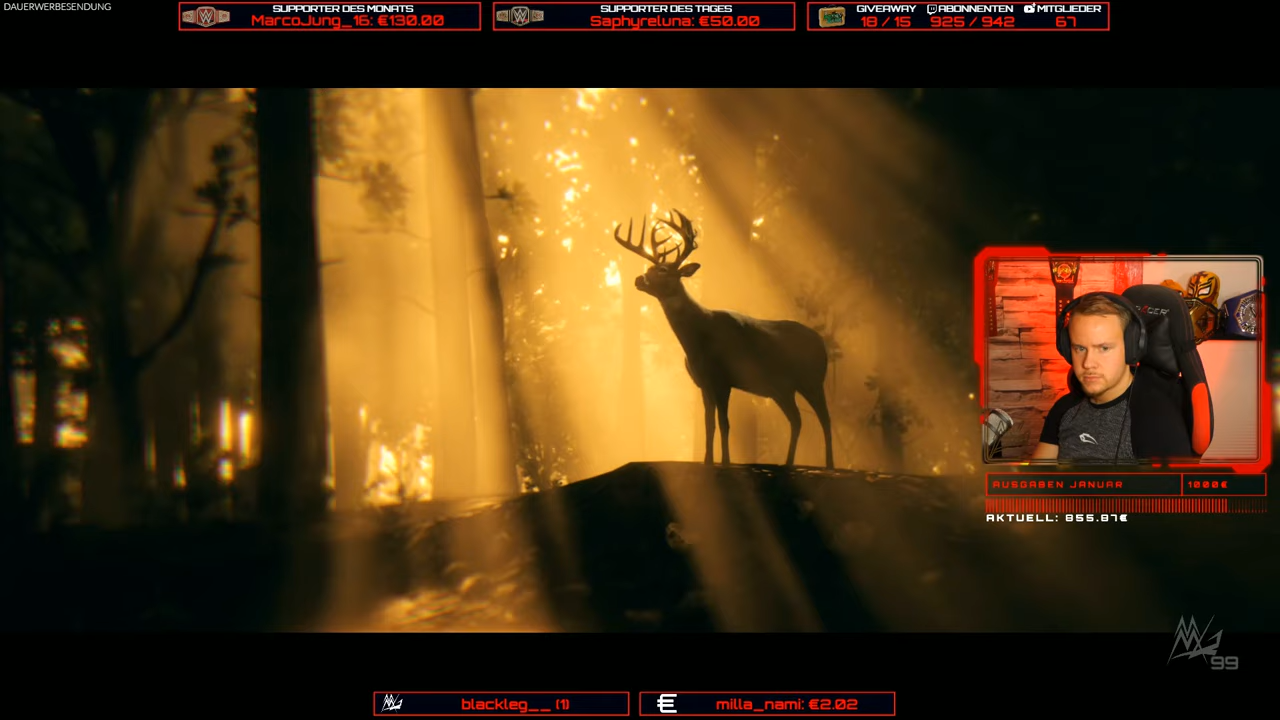 DAUERWERBESENDUNG
SUPPORTER DES MONATS
MarcoJung_16: €130.00
SUPPORTER DES TAGES
Saphyreluna: €50.00
GIVEAWAY
18 / 15
ABONNENTEN
925 / 942
MITGLIEDER
67
AUSGABEN JANUAR
1000€
AKTUELL: 855.87€
99
blackleg__ (1)
milla_nami: €2.02